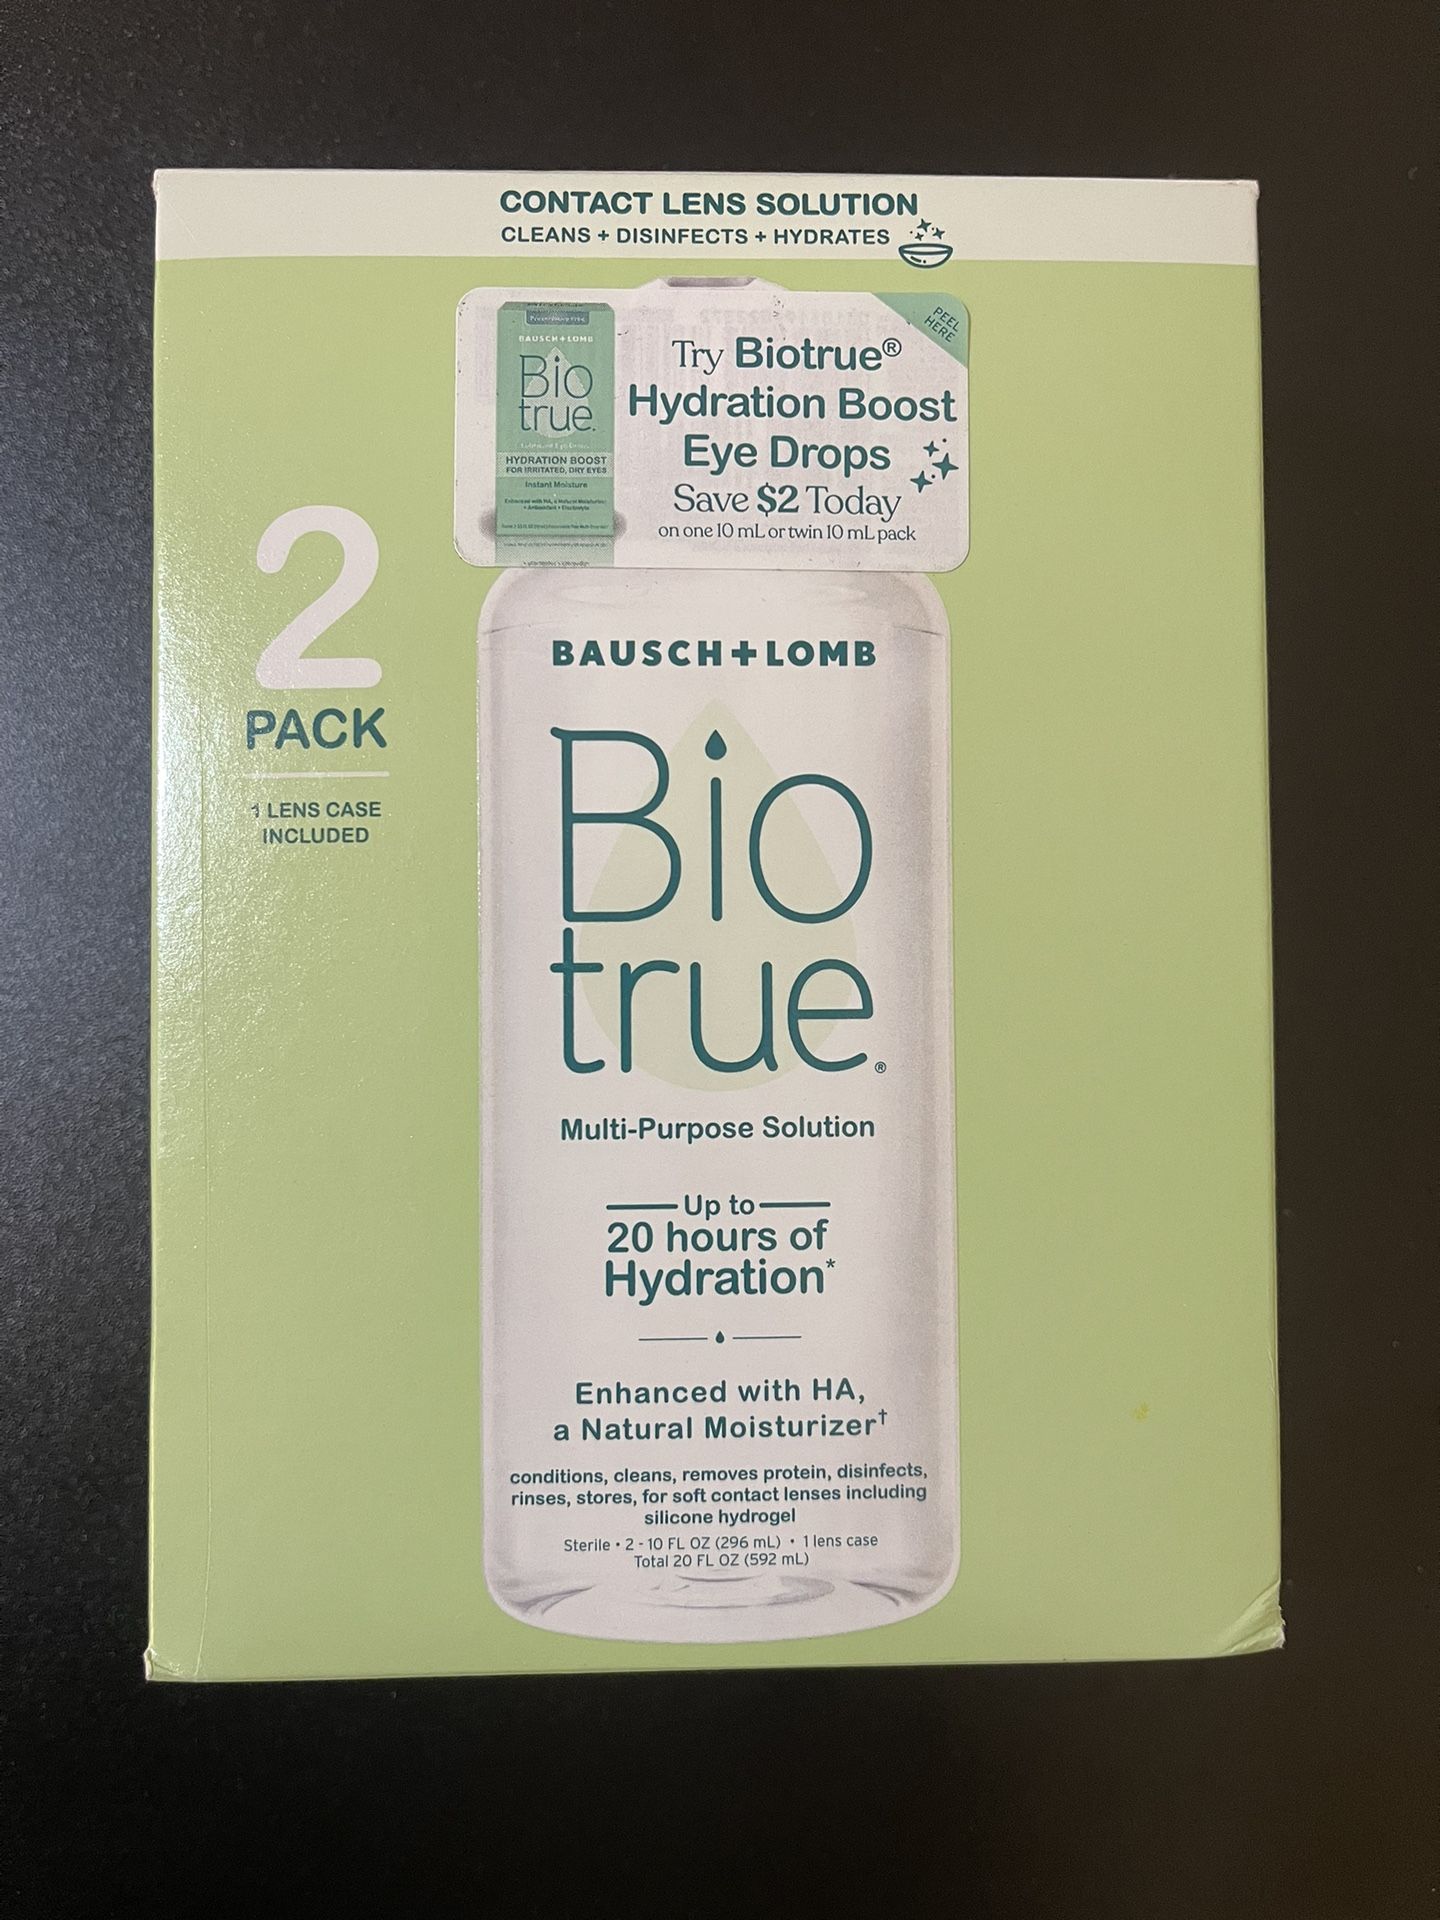 CONTACT LENS SOLUTION
CLEANS + DISINFECTS + HYDRATES
PEEL
HERE
BAUSCH + LOMB
Bio
true.
HYDRATION BOOST
FOR IRRITATED, DRY EYES
Instant Moisture
Try Biotrue®
Hydration Boost
Eye Drops
Save $2 Today
on one 10 mL or twin 10 mL pack
2
PACK
1 LENS CASE
INCLUDED
BAUSCH + LOMB
Bio
true®
Multi-Purpose Solution
Up to
20 hours of
Hydration*
Enhanced with HA,
a Natural Moisturizer†
conditions, cleans, removes protein, disinfects,
rinses, stores, for soft contact lenses including
silicone hydrogel
Sterile • 2 - 10 FL OZ (296 mL) • 1 lens case
Total 20 FL OZ (592 mL)